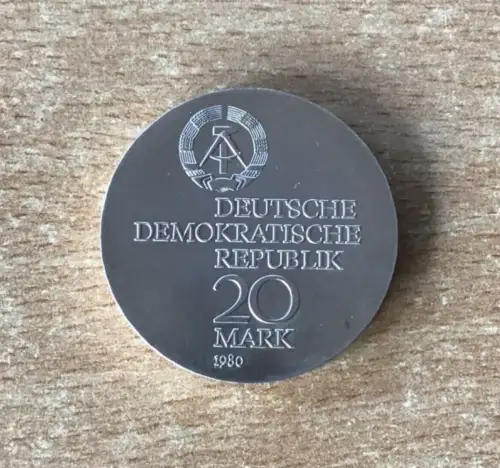 DEUTSCHE
DEMOKRATISCHE
REPUBLIK
20
MARK
1980